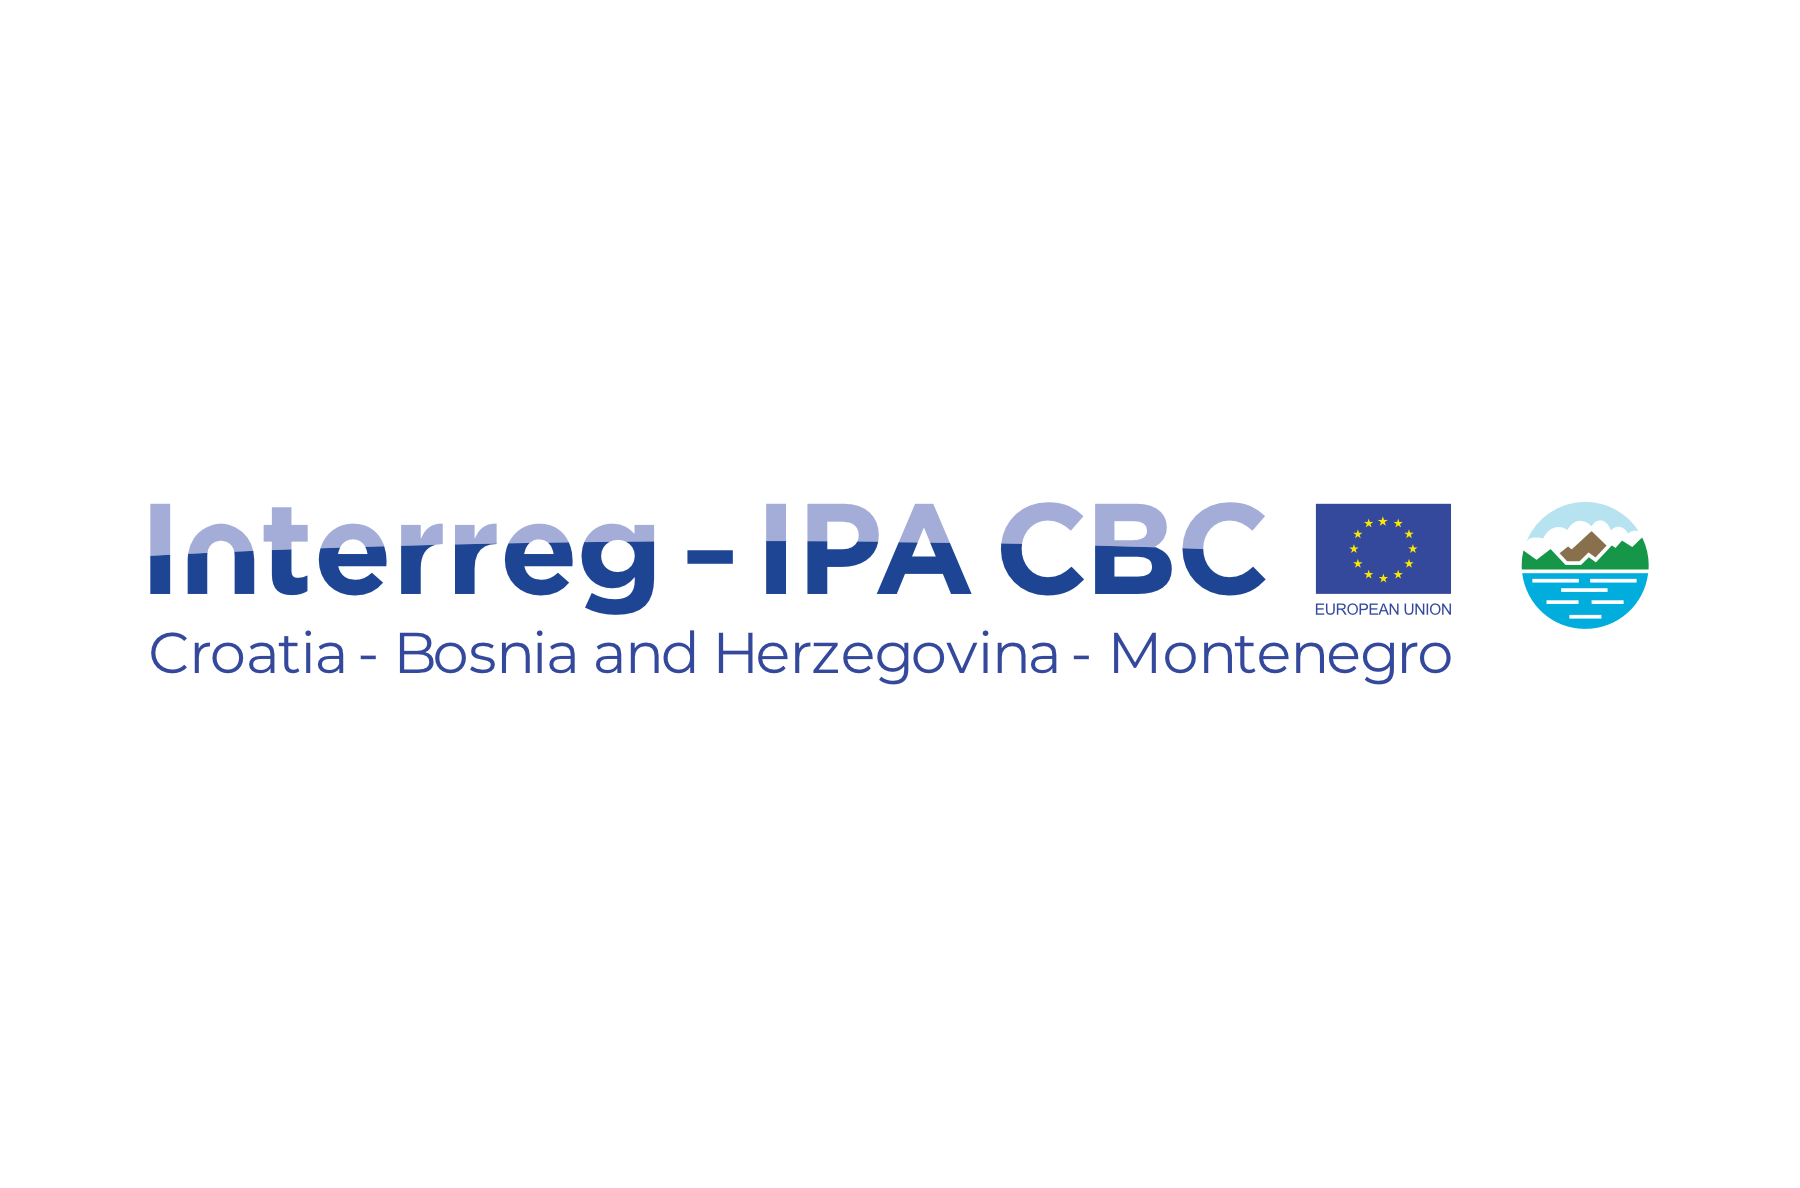 Interreg - IPA CBC
EUROPEAN UNION
Croatia - Bosnia and Herzegovina - Montenegro